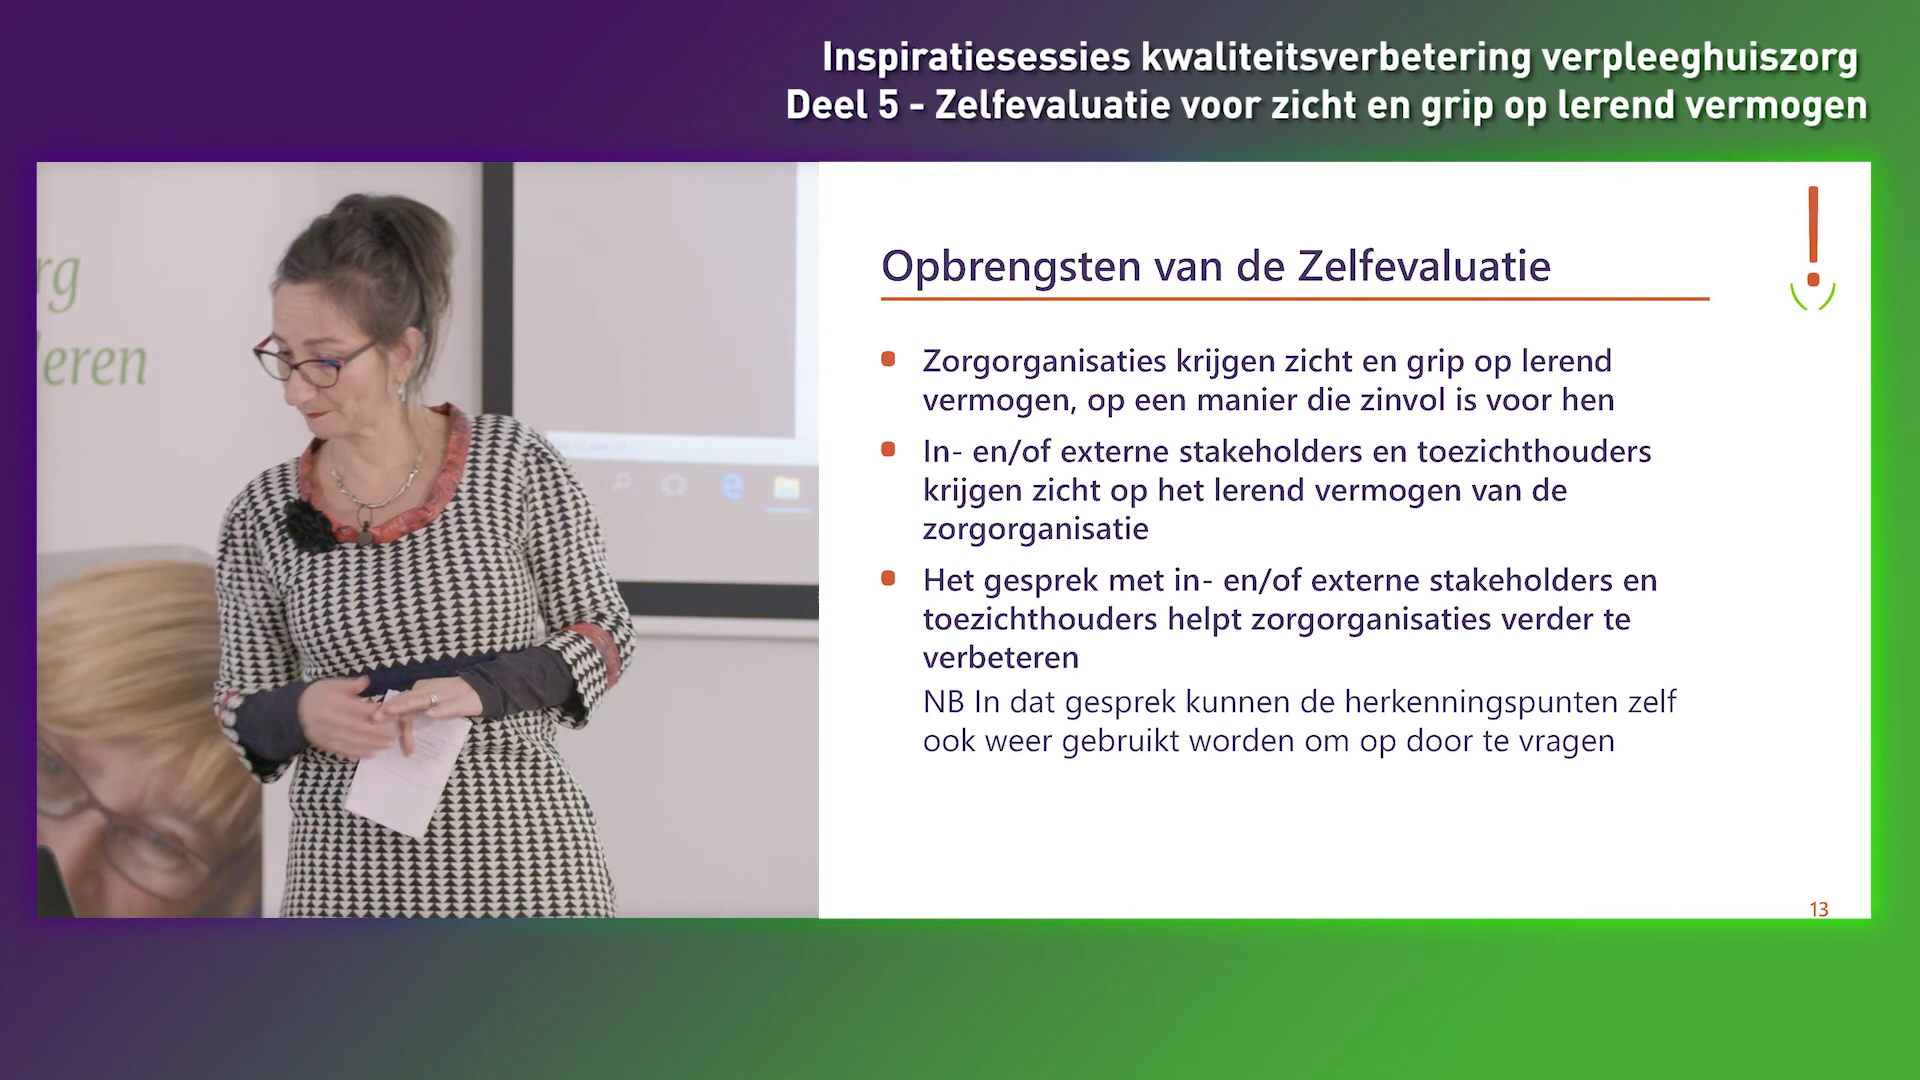 Inspiratiesessies kwaliteitsverbetering verpleeghuiszorg
Deel 5 - Zelfevaluatie voor zicht en grip op lerend vermogen
rg
eren
Opbrengsten van de Zelfevaluatie
Zorgorganisaties krijgen zicht en grip op lerend
vermogen, op een manier die zinvol is voor hen
In- en/of externe stakeholders en toezichthouders
krijgen zicht op het lerend vermogen van de
zorgorganisatie
Het gesprek met in- en/of externe stakeholders en
toezichthouders helpt zorgorganisaties verder te
verbeteren
NB In dat gesprek kunnen de herkenningspunten zelf
ook weer gebruikt worden om op door te vragen
13